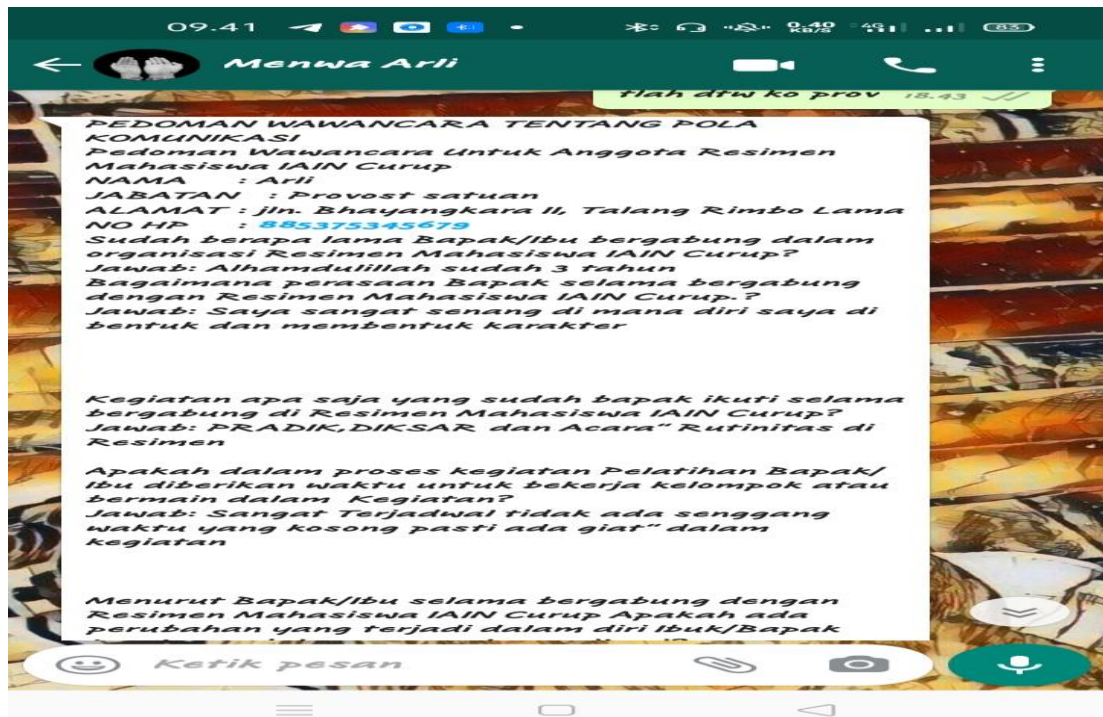 09.41
0:40
KB/S
4G
83
Menwa Arli
tlah dtw ko prov 18.43
PEDOMAN WAWANCARA TENTANG POLA
KOMUNIKASI
Pedoman Wawancara Untuk Anggota Resimen
Mahasiswa IAIN Curup
NAMA : Arli
JABATAN : Provost satuan
ALAMAT : jln. Bhayangkara II, Talang Rimbo Lama
NO HP : 885375345679
Sudah berapa lama Bapak/Ibu bergabung dalam
organisasi Resimen Mahasiswa IAIN Curup?
Jawab: Alhamdulillah sudah 3 tahun
Bagaimana perasaan Bapak selama bergabung
dengan Resimen Mahasiswa IAIN Curup.?
Jawab: Saya sangat senang di mana diri saya di
bentuk dan membentuk karakter
Kegiatan apa saja yang sudah bapak ikuti selama
bergabung di Resimen Mahasiswa IAIN Curup?
Jawab: PRADIK,DIKSAR dan Acara" Rutinitas di
Resimen
Apakah dalam proses kegiatan Pelatihan Bapak/
Ibu diberikan waktu untuk bekerja kelompok atau
bermain dalam Kegiatan?
Jawab: Sangat Terjadwal tidak ada senggang
waktu yang kosong pasti ada giat" dalam
kegiatan
Menurut Bapak/Ibu selama bergabung dengan
Resimen Mahasiswa IAIN Curup Apakah ada
perubahan yang terjadi dalam diri Ibuk/Bapak
Ketik pesan